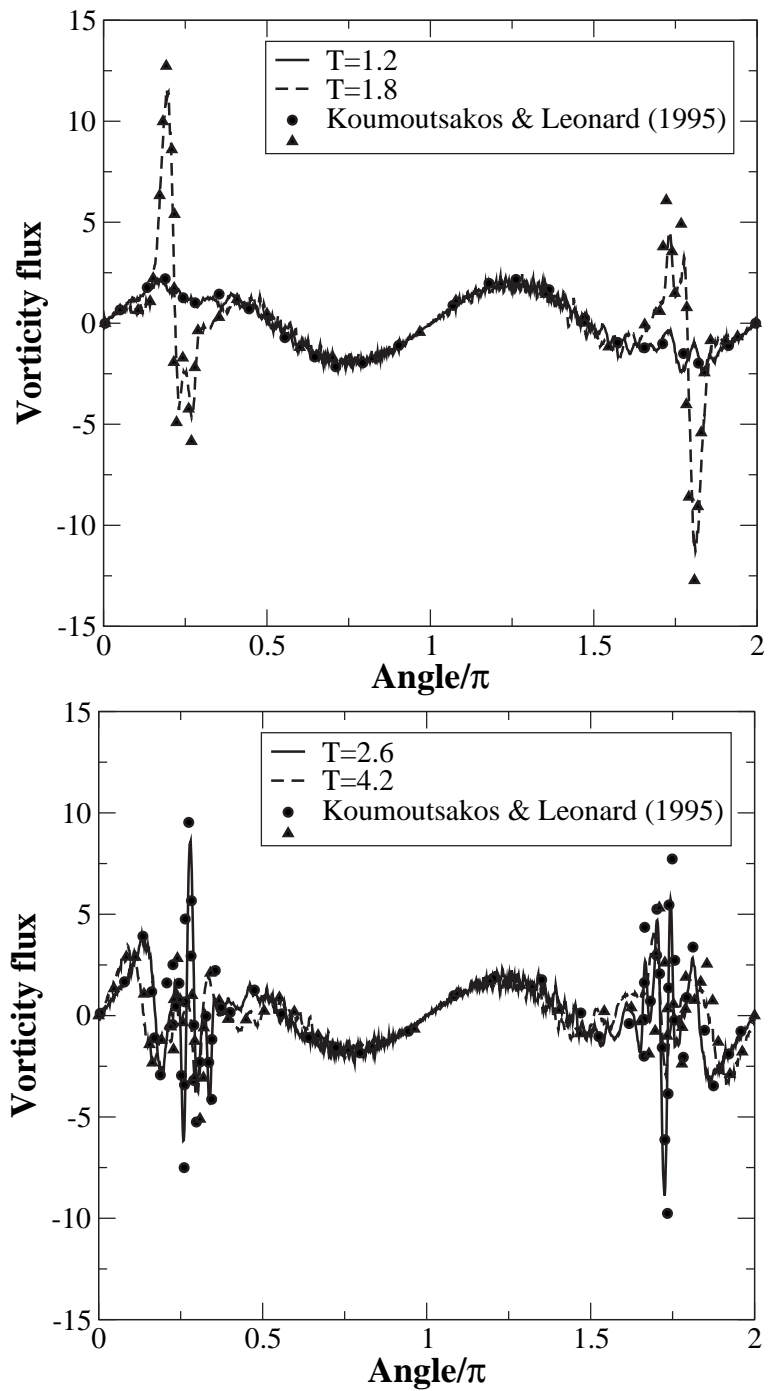 15
10
5
0
-5
-10
-15
Vorticity flux
T=1.2
T=1.8
Koumoutsakos & Leonard (1995)
0
0.5
1
1.5
2
Angle/π
15
10
5
0
-5
-10
-15
Vorticity flux
T=2.6
T=4.2
Koumoutsakos & Leonard (1995)
0
0.5
1
1.5
2
Angle/π